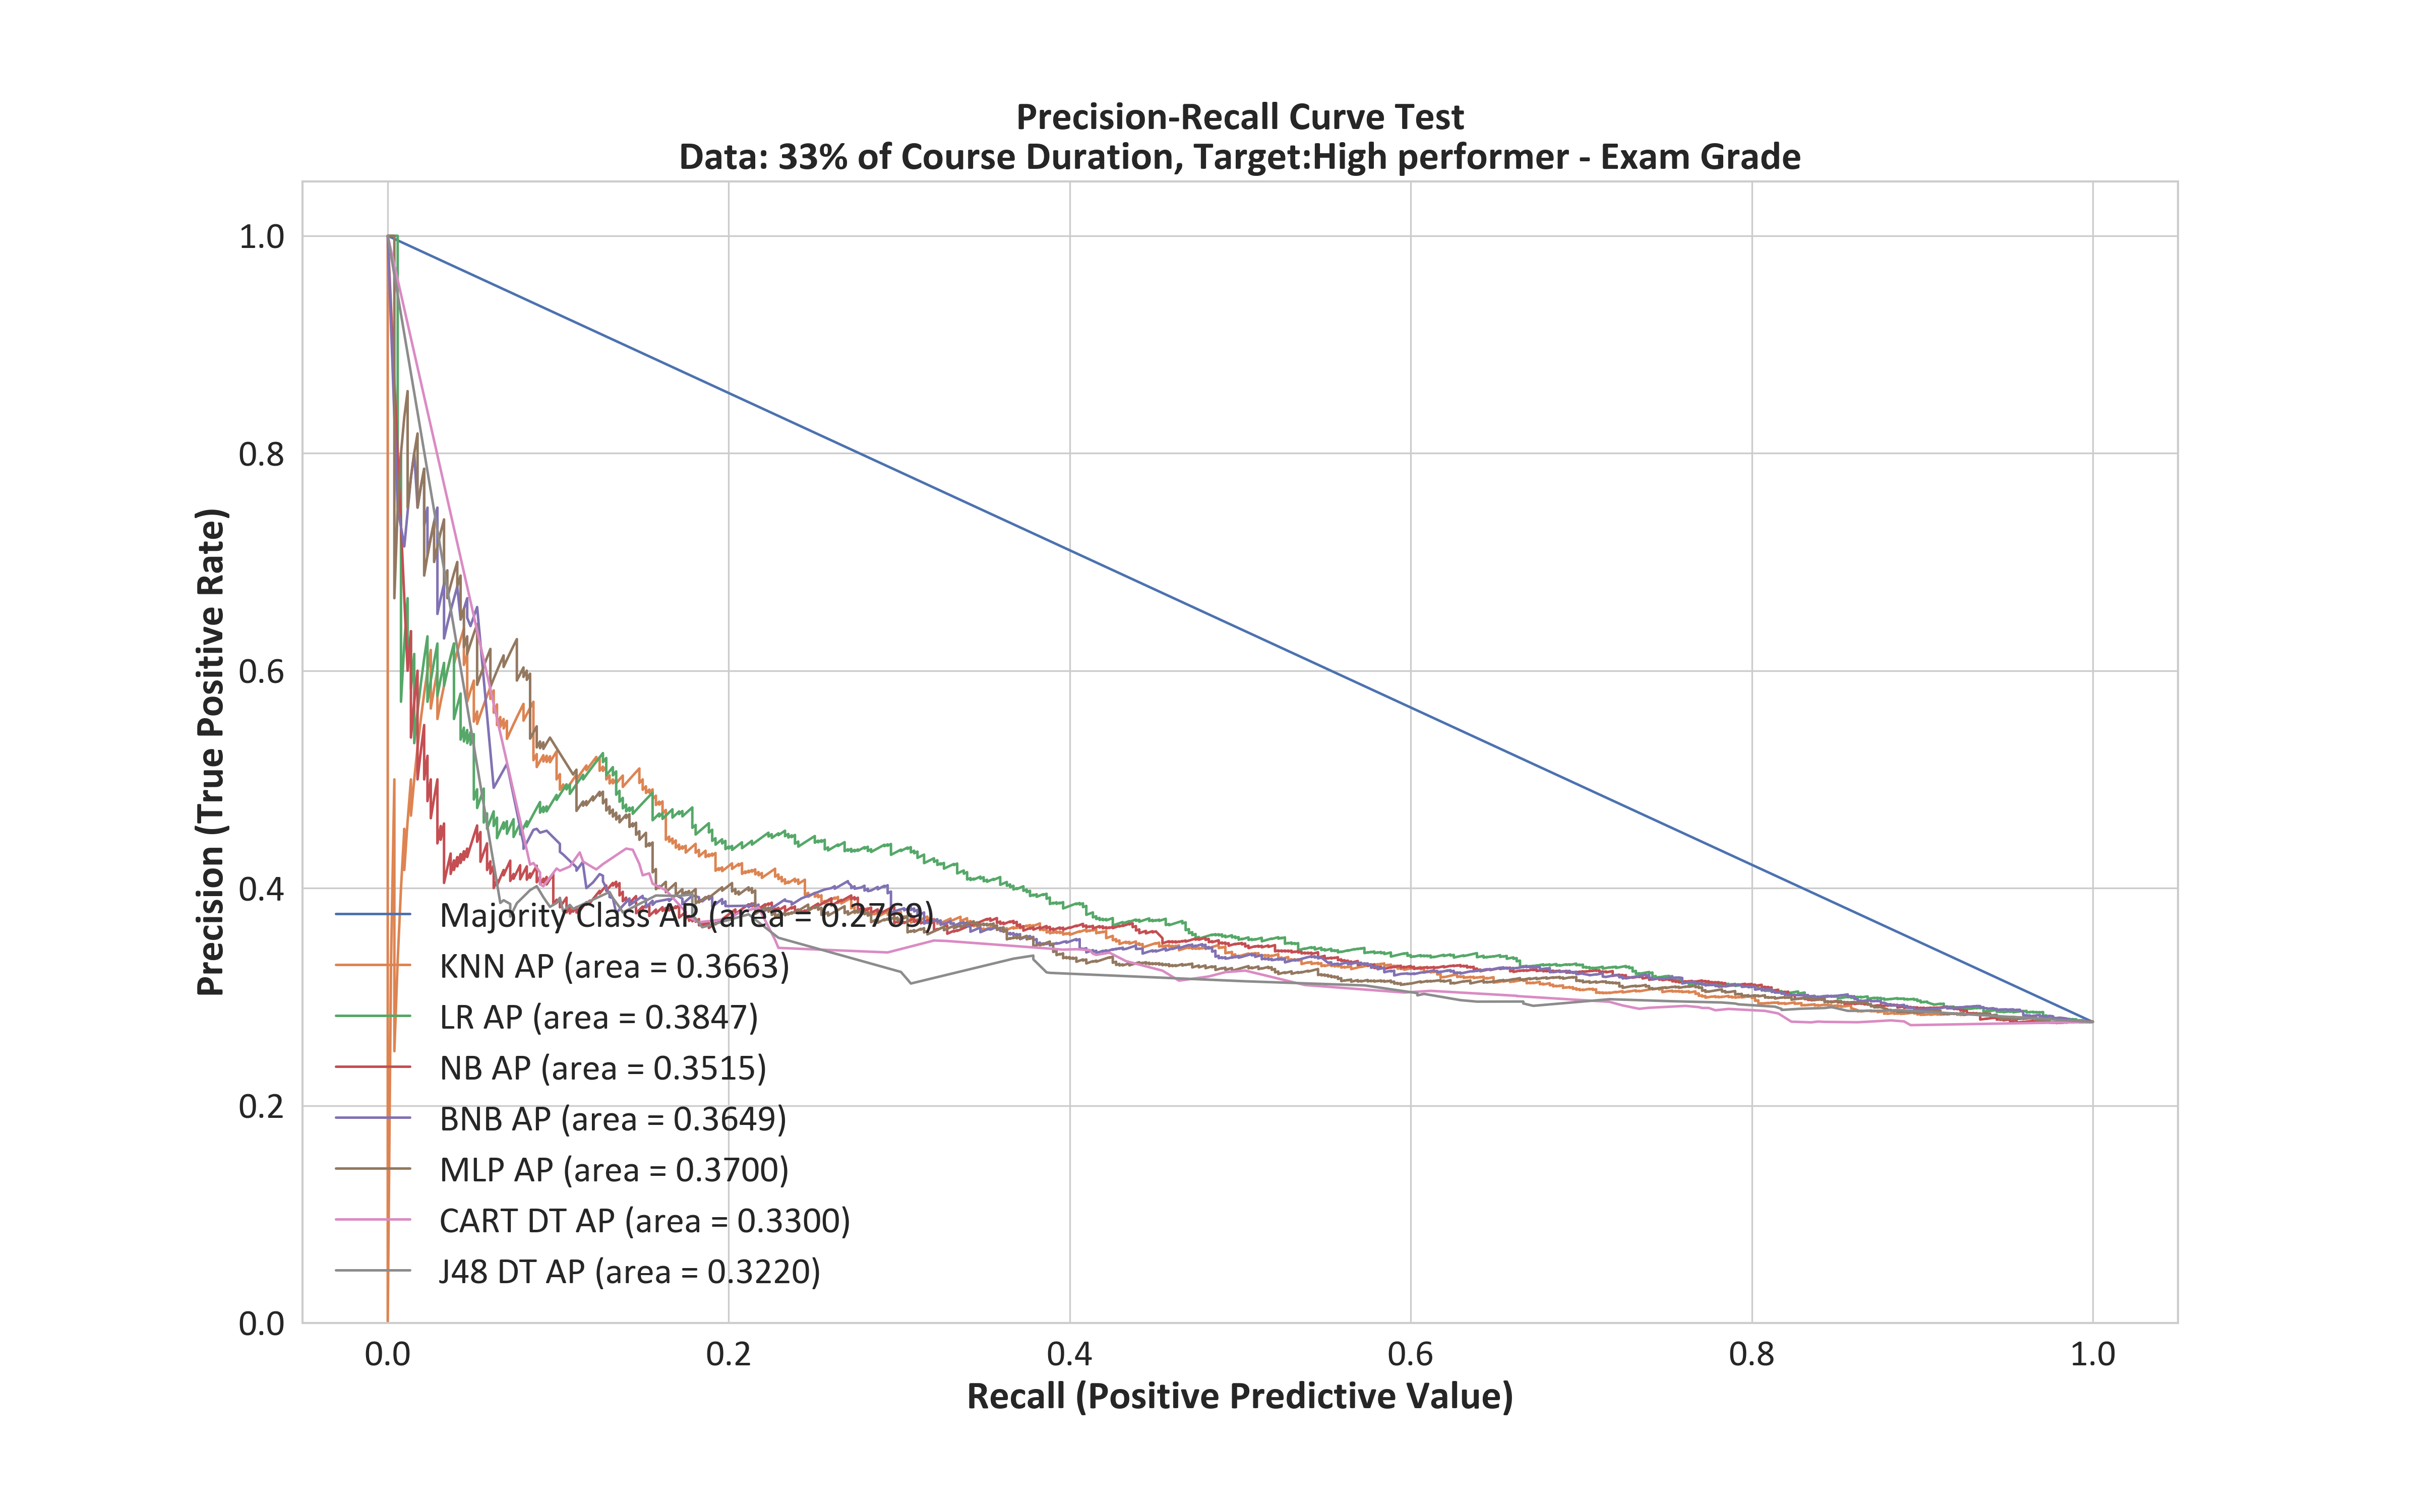 Precision-Recall Curve Test
Data: 33% of Course Duration, Target:High performer - Exam Grade
1.0
0.8
0.6
0.4
0.2
0.0
Precision (True Positive Rate)
Majority Class AP (area = 0.2769)
KNN AP (area = 0.3663)
LR AP (area = 0.3847)
NB AP (area = 0.3515)
BNB AP (area = 0.3649)
MLP AP (area = 0.3700)
CART DT AP (area = 0.3300)
J48 DT AP (area = 0.3220)
0.0 0.2 0.4 0.6 0.8 1.0
Recall (Positive Predictive Value)